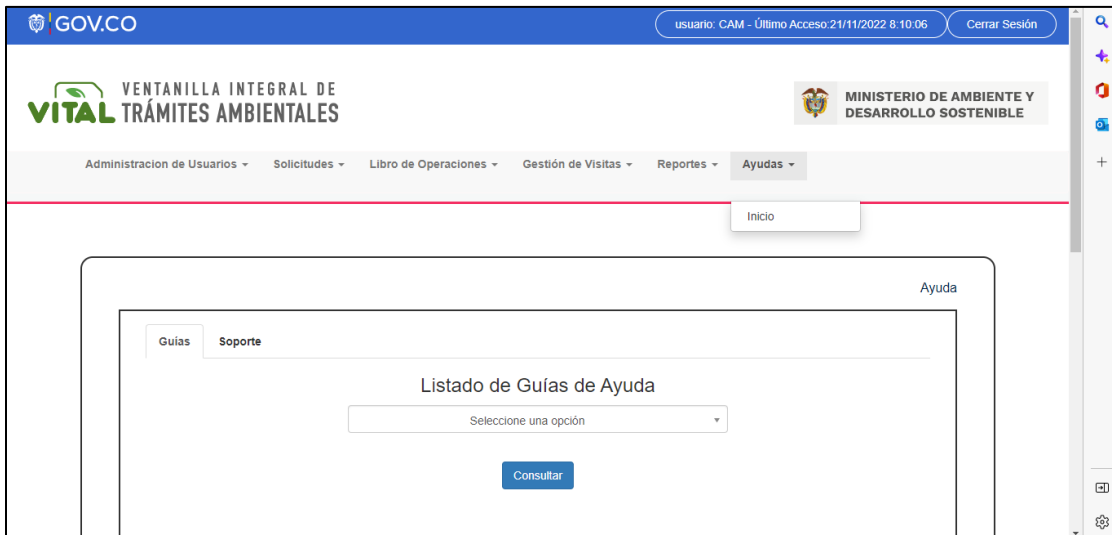 GOV.CO
usuario: CAM - Último Acceso:21/11/2022 8:10:06
Cerrar Sesión
VITAL
VENTANILLA INTEGRAL DE
TRÁMITES AMBIENTALES
MINISTERIO DE AMBIENTE Y
DESARROLLO SOSTENIBLE
Administracion de Usuarios
Solicitudes
Libro de Operaciones
Gestión de Visitas
Reportes
Ayudas
Inicio
Ayuda
Guías
Soporte
Listado de Guías de Ayuda
Seleccione una opción
Consultar